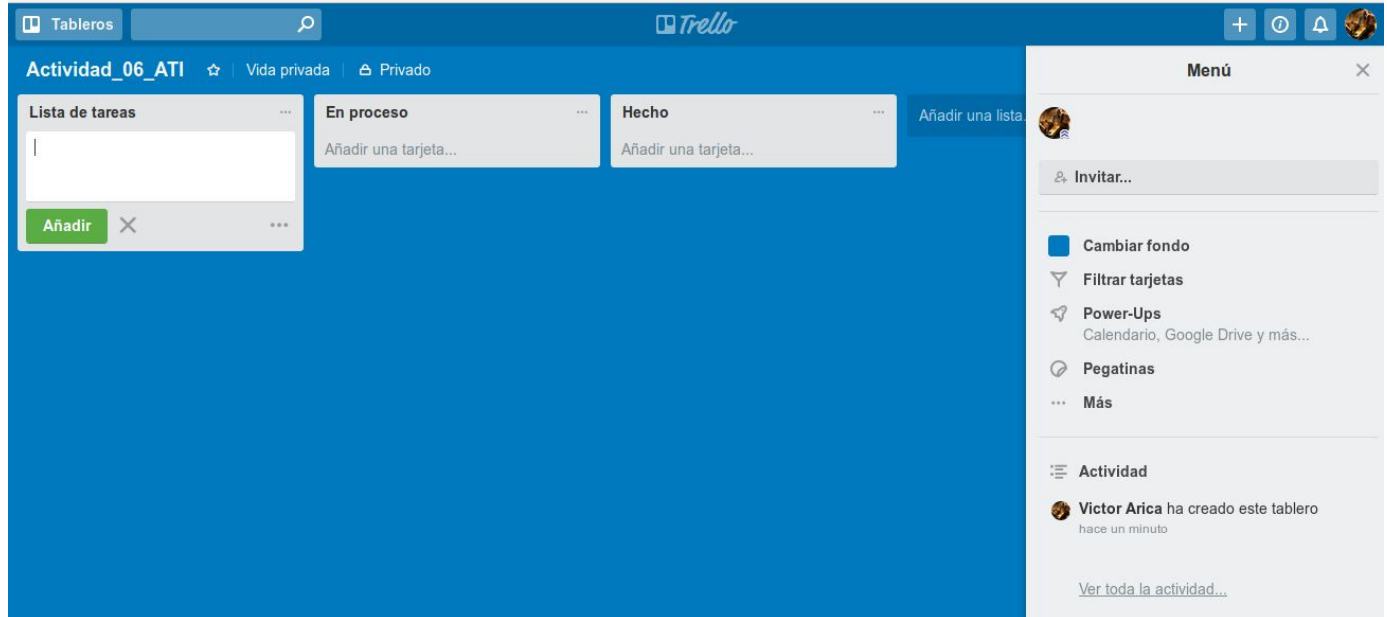 Tableros
Trello
Actividad_06_ATI
Vida privada
Privado
Lista de tareas
Añadir
En proceso
Añadir una tarjeta...
Hecho
Añadir una tarjeta...
Añadir una lista.
Menú
Invitar...
Cambiar fondo
Filtrar tarjetas
Power-Ups
Calendario, Google Drive y más...
Pegatinas
Más
Actividad
Victor Arica ha creado este tablero
hace un minuto
Ver toda la actividad...